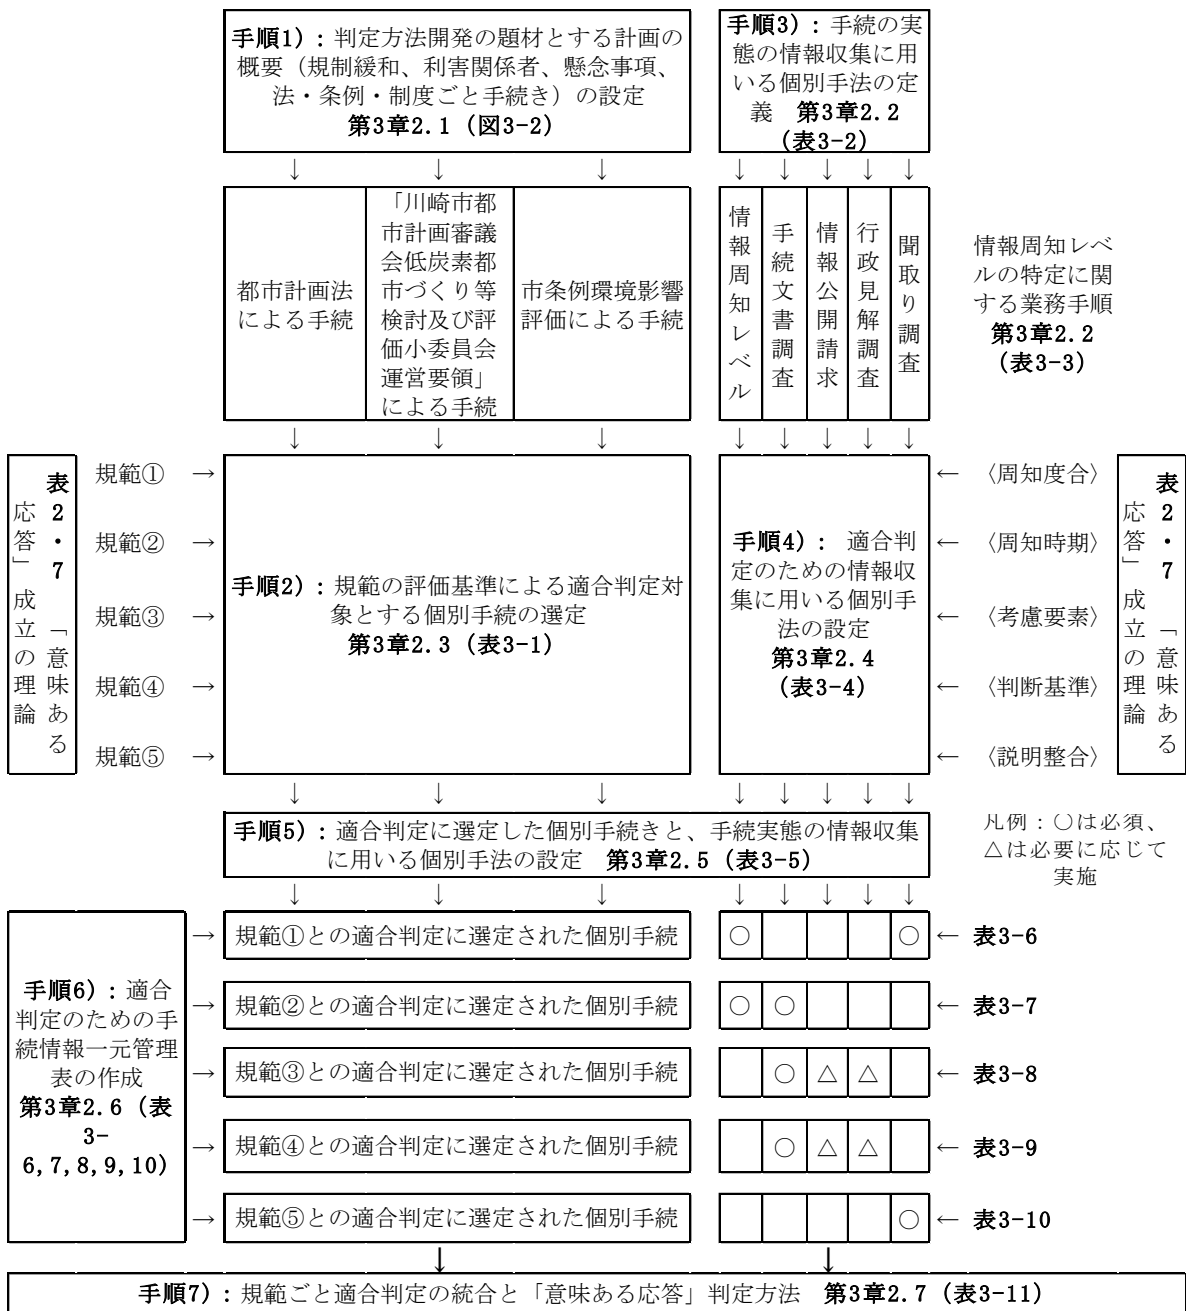 手順1）：判定方法開発の題材とする計画の
概要（規制緩和、利害関係者、懸念事項、
法・条例・制度ごと手続き）の設定
第3章2.1（図3-2）
手順3）：手続の実
態の情報収集に用
いる個別手法の定
義　第3章2.2
（表3-2）
↓ ↓ ↓ ↓ ↓ ↓ ↓ ↓
都市計画法
による手続
「川崎市都
市計画審議
会低炭素都
市づくり等
検討及び評
価小委員会
運営要領」
による手続
市条例環境影響
評価による手続
情報周知レベル
手続文書調査
情報公開請求
行政見解調査
聞取り調査
情報周知レベ
ルの特定に関
する業務手順
第3章2.2
（表3-3）
↓ ↓ ↓ ↓ ↓ ↓ ↓ ↓
表2・7　「意味ある
応答」成立の理論
規範① →
規範② →
規範③ →
規範④ →
規範⑤ →
手順2）：規範の評価基準による適合判定対
象とする個別手続の選定
第3章2.3（表3-1）
手順4）：　適合判
定のための情報収
集に用いる個別手
法の設定
第3章2.4
（表3-4）
← 〈周知度合〉
← 〈周知時期〉
← 〈考慮要素〉
← 〈判断基準〉
← 〈説明整合〉
表2・7　「意味ある
応答」成立の理論
↓ ↓ ↓ ↓ ↓ ↓ ↓ ↓
手順5）：適合判定に選定した個別手続きと、手続実態の情報収集
に用いる個別手法の設定　第3章2.5（表3-5）
凡例：○は必須、
△は必要に応じて
実施
↓ ↓ ↓ ↓ ↓ ↓ ↓ ↓
手順6）：適合
判定のための手
続情報一元管理
表の作成
第3章2.6（表
3-
6,7,8,9,10）
→ 規範①との適合判定に選定された個別手続 ○ ○ ← 表3-6
→ 規範②との適合判定に選定された個別手続 ○ ○ ← 表3-7
→ 規範③との適合判定に選定された個別手続 ○ △ △ ← 表3-8
→ 規範④との適合判定に選定された個別手続 ○ △ △ ← 表3-9
→ 規範⑤との適合判定に選定された個別手続 ○ ← 表3-10
↓ ↓
手順7）：規範ごと適合判定の統合と「意味ある応答」判定方法　第3章2.7（表3-11）